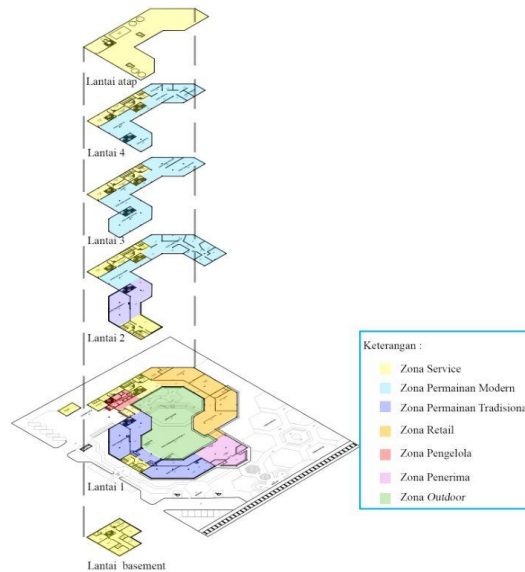 Lantai atap
Lantai 4
Lantai 3
Lantai 2
Lantai 1
Lantai basement
Keterangan :
Zona Service
Zona Permainan Modern
Zona Permainan Tradisiona
Zona Retail
Zona Pengelola
Zona Penerima
Zona Outdoor